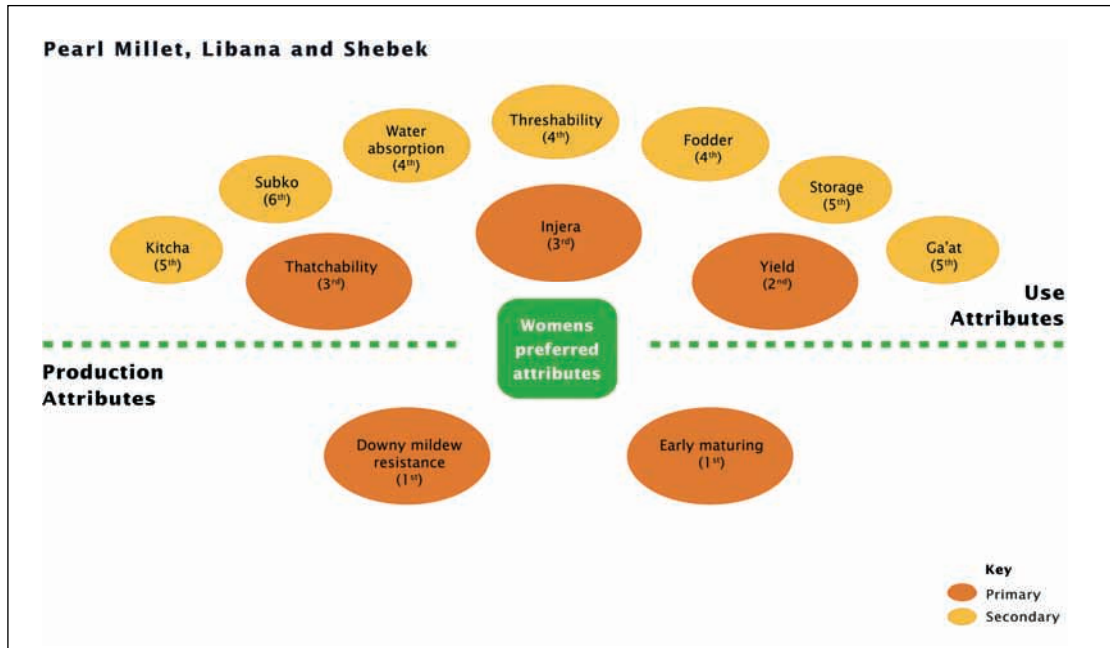 Pearl Millet, Libana and Shebek
Threshability
(4th)
Water
absorption
(4th)
Fodder
(4th)
Subko
(6th)
Storage
(5th)
Kitcha
(5th)
Injera
(3rd)
Ga'at
(5th)
Thatchability
(3rd)
Yield
(2nd)
Use
Attributes
Womens
preferred
attributes
Production
Attributes
Downy mildew
resistance
(1st)
Early maturing
(1st)
Key
Primary
Secondary